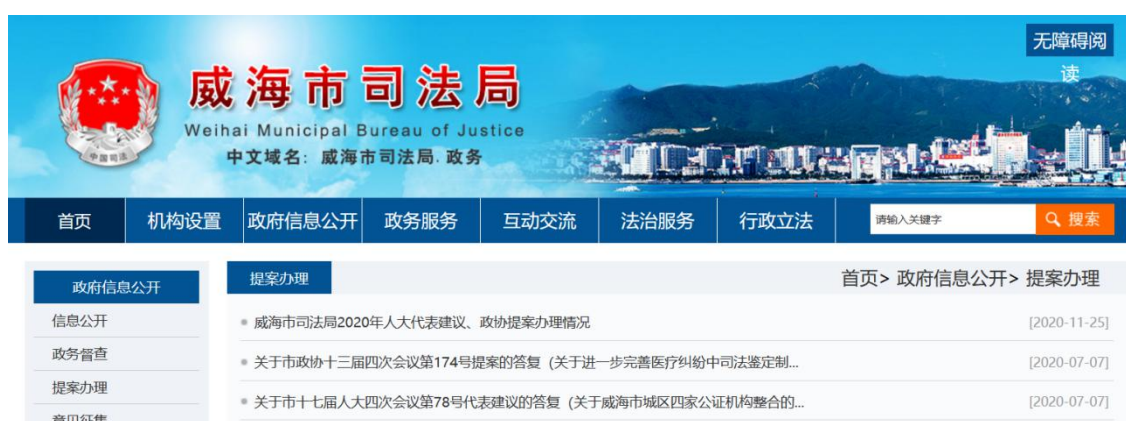 无障碍阅
读
中国司法
威海市司法局
Weihai Municipal Bureau of Justice
中文域名：威海市司法局.政务
首页 机构设置 政府信息公开 政务服务 互动交流 法治服务 行政立法 请输入关键字 搜索
政府信息公开 提案办理 首页> 政府信息公开> 提案办理
信息公开 威海市司法局2020年人大代表建议、政协提案办理情况 [2020-11-25]
政务督查 关于市政协十三届四次会议第174号提案的答复（关于进一步完善医疗纠纷中司法鉴定制... [2020-07-07]
提案办理
关于市十七届人大四次会议第78号代表建议的答复（关于威海市城区四家公证机构整合的... [2020-07-07]
意见征集